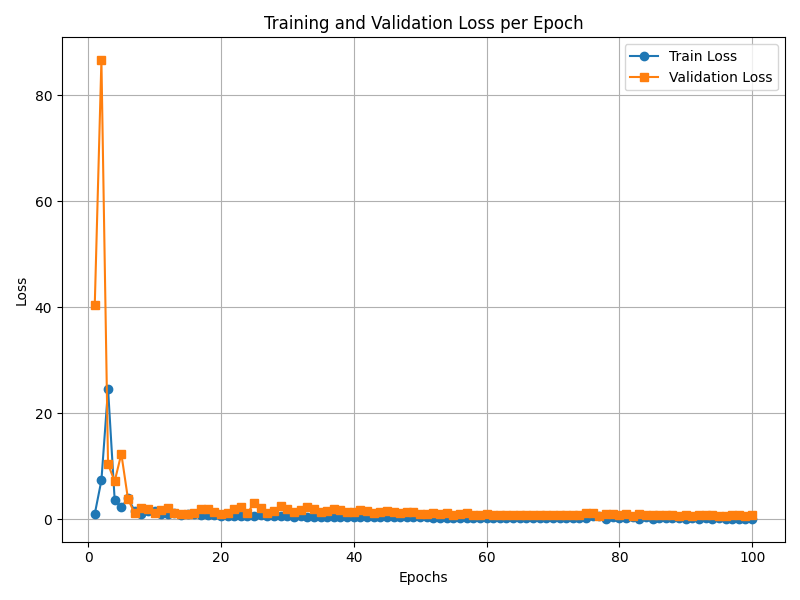 Training and Validation Loss per Epoch
Train Loss
Validation Loss
Loss
80
60
40
20
0
0 20 40 60 80 100
Epochs